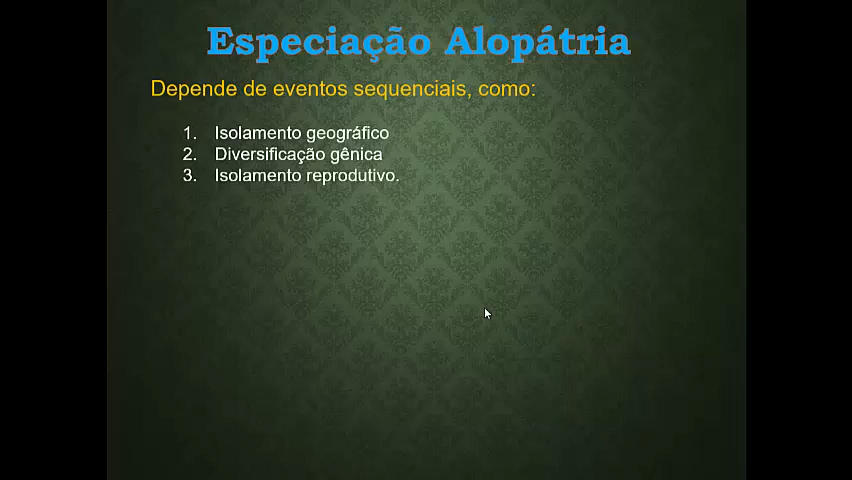 Especiação Alopátria
Depende de eventos sequenciais, como:
1. Isolamento geográfico
2. Diversificação gênica
3. Isolamento reprodutivo.